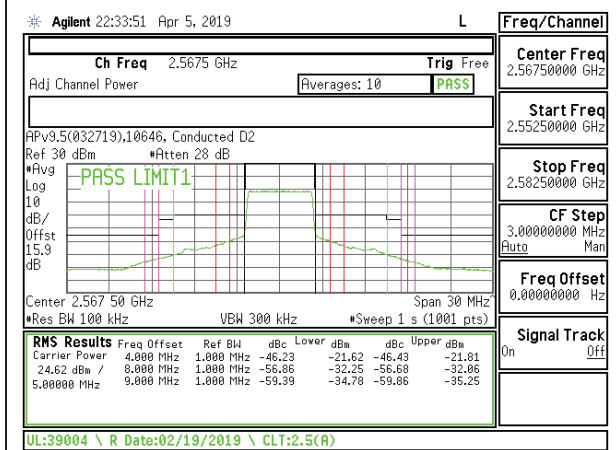 Agilent 22:33:51 Apr 5, 2019 L
Freq/Channel
Ch Freq 2.5675 GHz Trig Free
Adj Channel Power Averages: 10 PASS
APv9.5(032719),10646, Conducted D2
Ref 30 dBm #Atten 28 dB
#Avg
Log
10
dB/
Offst
15.9
dB
PASS LIMIT1
Center 2.567 50 GHz Span 30 MHz^
#Res BW 100 kHz VBW 300 kHz #Sweep 1 s (1001 pts)
RMS Results Freq Offset Ref BW dBc Lower dBm dBc Upper dBm
Carrier Power 4.000 MHz 1.000 MHz -46.23 -21.62 -46.43 -21.81
24.62 dBm / 8.000 MHz 1.000 MHz -56.86 -32.25 -56.68 -32.06
5.00000 MHz 9.000 MHz 1.000 MHz -59.39 -34.78 -59.86 -35.25
UL:39004 \ R Date:02/19/2019 \ CLT:2.5(A)
Center Freq
2.56750000 GHz
Start Freq
2.55250000 GHz
Stop Freq
2.58250000 GHz
CF Step
3.00000000 MHz
Auto Man
Freq Offset
0.00000000 Hz
Signal Track
On Off